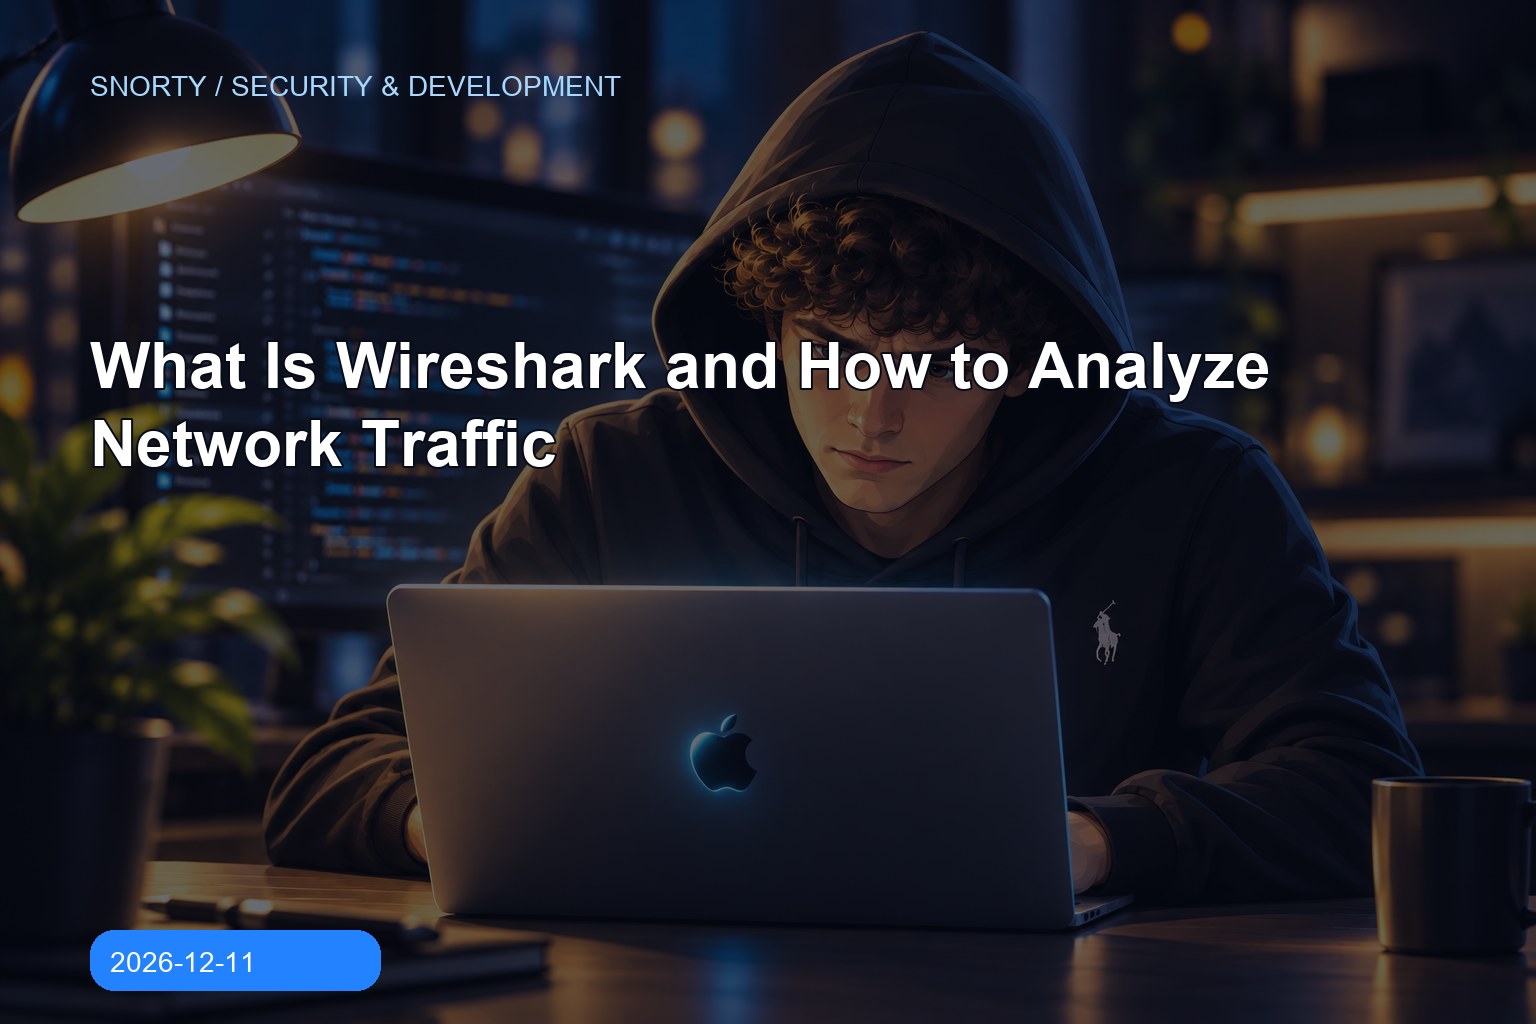 SNORTY / SECURITY & DEVELOPMENT
What Is Wireshark and How to Analyze
Network Traffic
2026-12-11